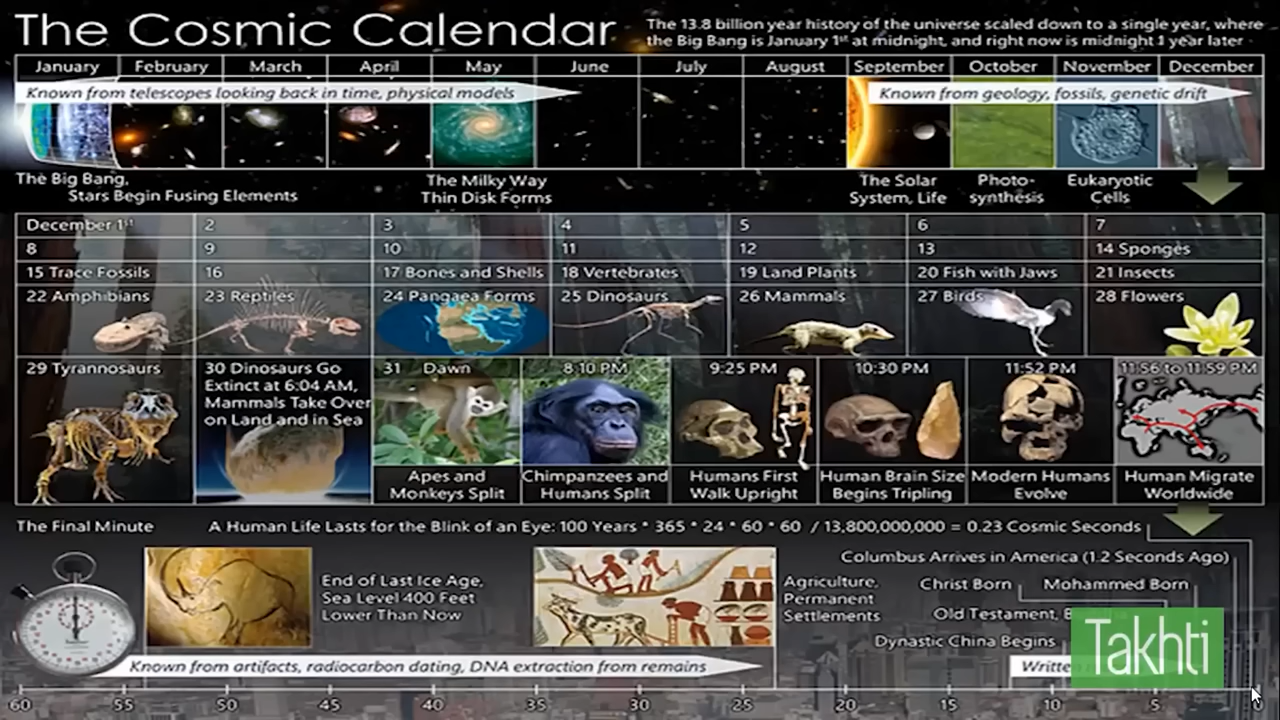 The Cosmic Calendar
The 13.8 billion year history of the universe scaled down to a single year, where
the Big Bang is January 1st at midnight, and right now is midnight 1 year later
January February March April May June July August September October November December
Known from telescopes looking back in time, physical models
Known from geology, fossils, genetic drift
The Big Bang,
Stars Begin Fusing Elements
The Milky Way
Thin Disk Forms
The Solar
System, Life
Photo-
synthesis
Eukaryotic
Cells
December 1st 2 3 4 5 6 7
8 9 10 11 12 13 14 Sponges
15 Trace Fossils 16 17 Bones and Shells 18 Vertebrates 19 Land Plants 20 Fish with Jaws 21 Insects
22 Amphibians 23 Reptiles 24 Pangaea Forms 25 Dinosaurs 26 Mammals 27 Birds 28 Flowers
29 Tyrannosaurs
30 Dinosaurs Go
Extinct at 6:04 AM,
Mammals Take Over
on Land and in Sea
31 Dawn
Apes and
Monkeys Split
8:10 PM
Chimpanzees and
Humans Split
9:25 PM
Humans First
Walk Upright
10:30 PM
Human Brain Size
Begins Tripling
11:52 PM
Modern Humans
Evolve
11:56 to 11:59 PM
Human Migrate
Worldwide
The Final Minute
A Human Life Lasts for the Blink of an Eye: 100 Years * 365 * 24 * 60 * 60 / 13,800,000,000 = 0.23 Cosmic Seconds
End of Last Ice Age,
Sea Level 400 Feet
Lower Than Now
Agriculture,
Permanent
Settlements
Columbus Arrives in America (1.2 Seconds Ago)
Christ Born Mohammed Born
Old Testament,
Dynastic China Begins
Takhti
Known from artifacts, radiocarbon dating, DNA extraction from remains
Written
60 55 50 45 40 35 30 25 20 15 10 5